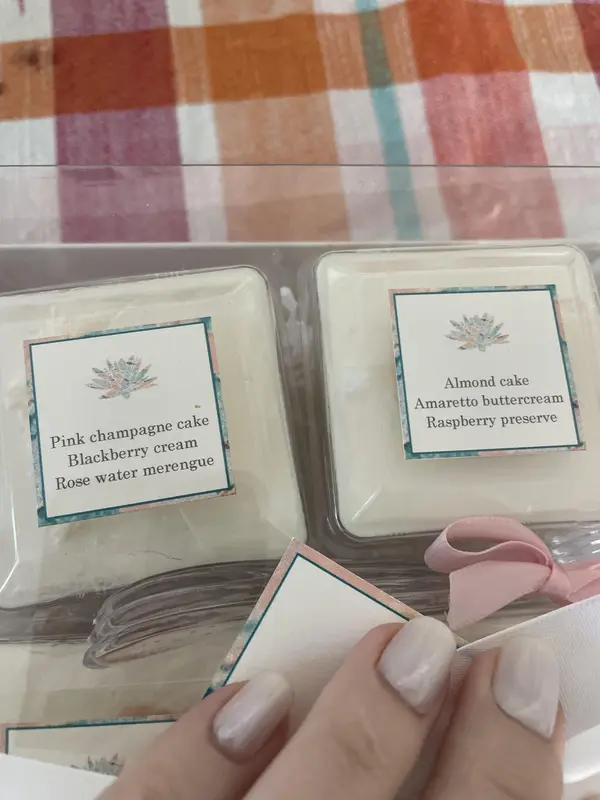 Pink champagne cake
Blackberry cream
Rose water merengue
Almond cake
Amaretto buttercream
Raspberry preserve